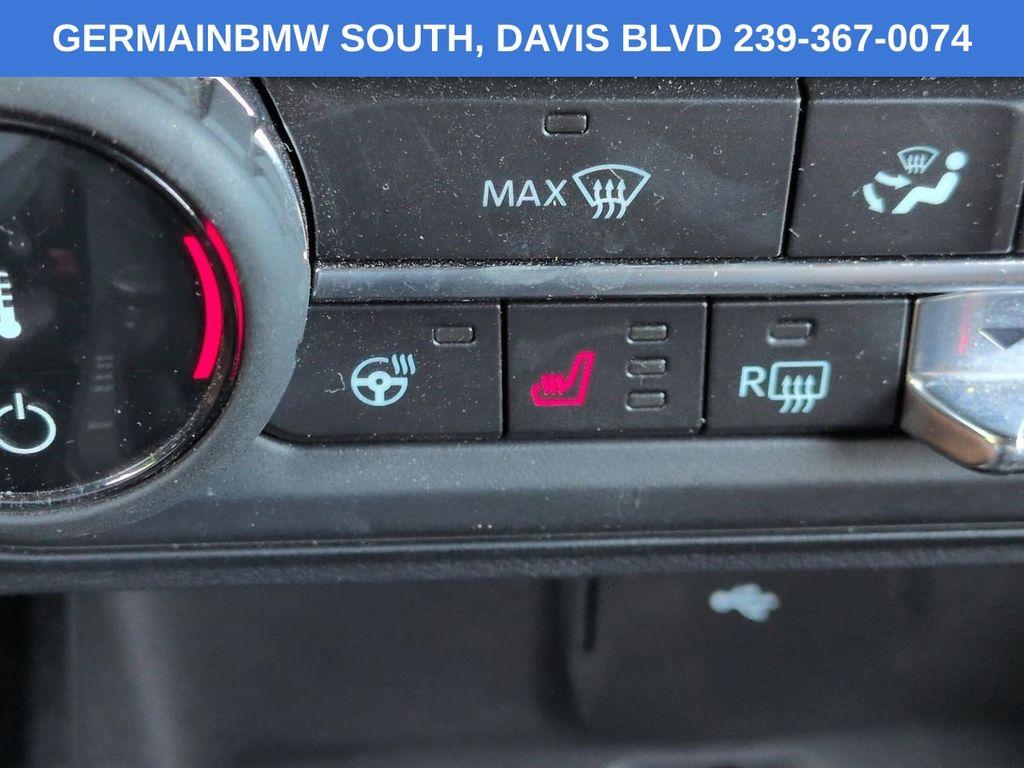 GERMAINBMW SOUTH, DAVIS BLVD 239-367-0074
MAX
R